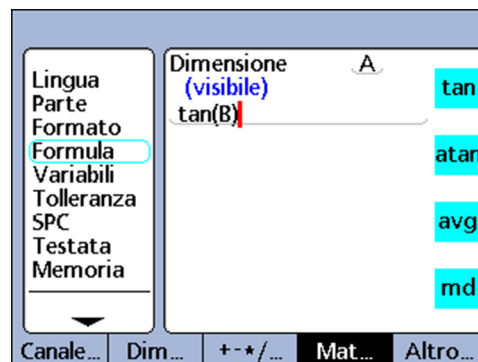 Lingua
Parte
Formato
Formula
Variabili
Tolleranza
SPC
Testata
Memoria
Dimensione A
(visibile)
tan(B)
tan
atan
avg
md
Canale... Dim... +-*/... Mat... Altro...